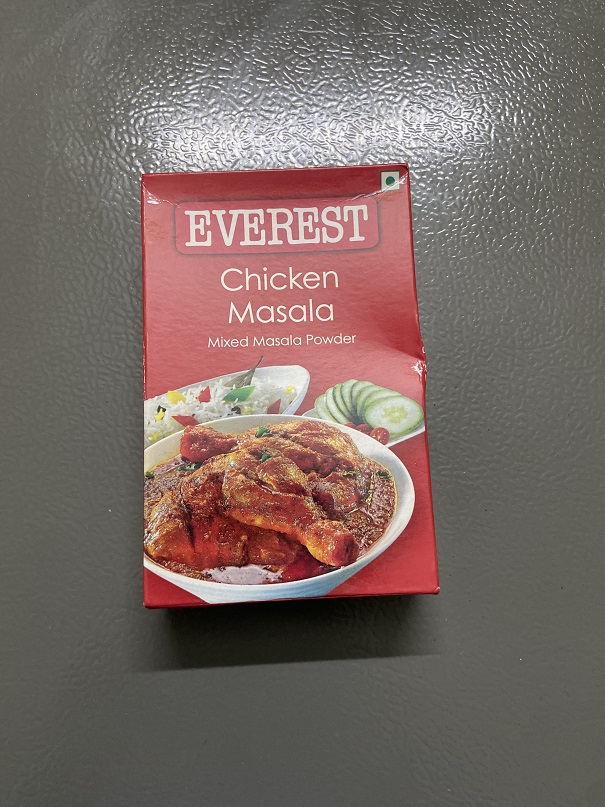 EVEREST
Chicken
Masala
Mixed Masala Powder